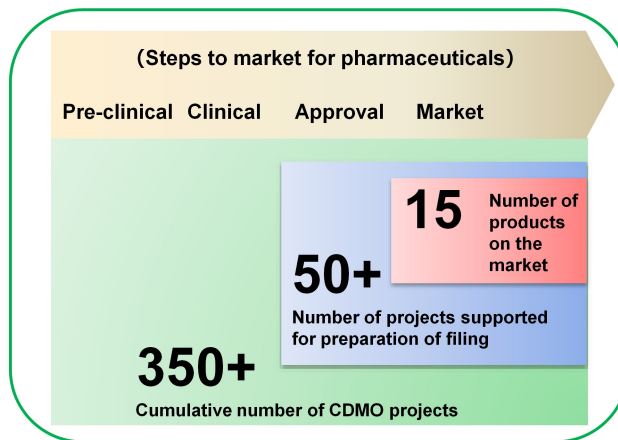 (Steps to market for pharmaceuticals)
Pre-clinical Clinical Approval Market
15
Number of
products
on the
market
50+
Number of projects supported
for preparation of filing
350+
Cumulative number of CDMO projects